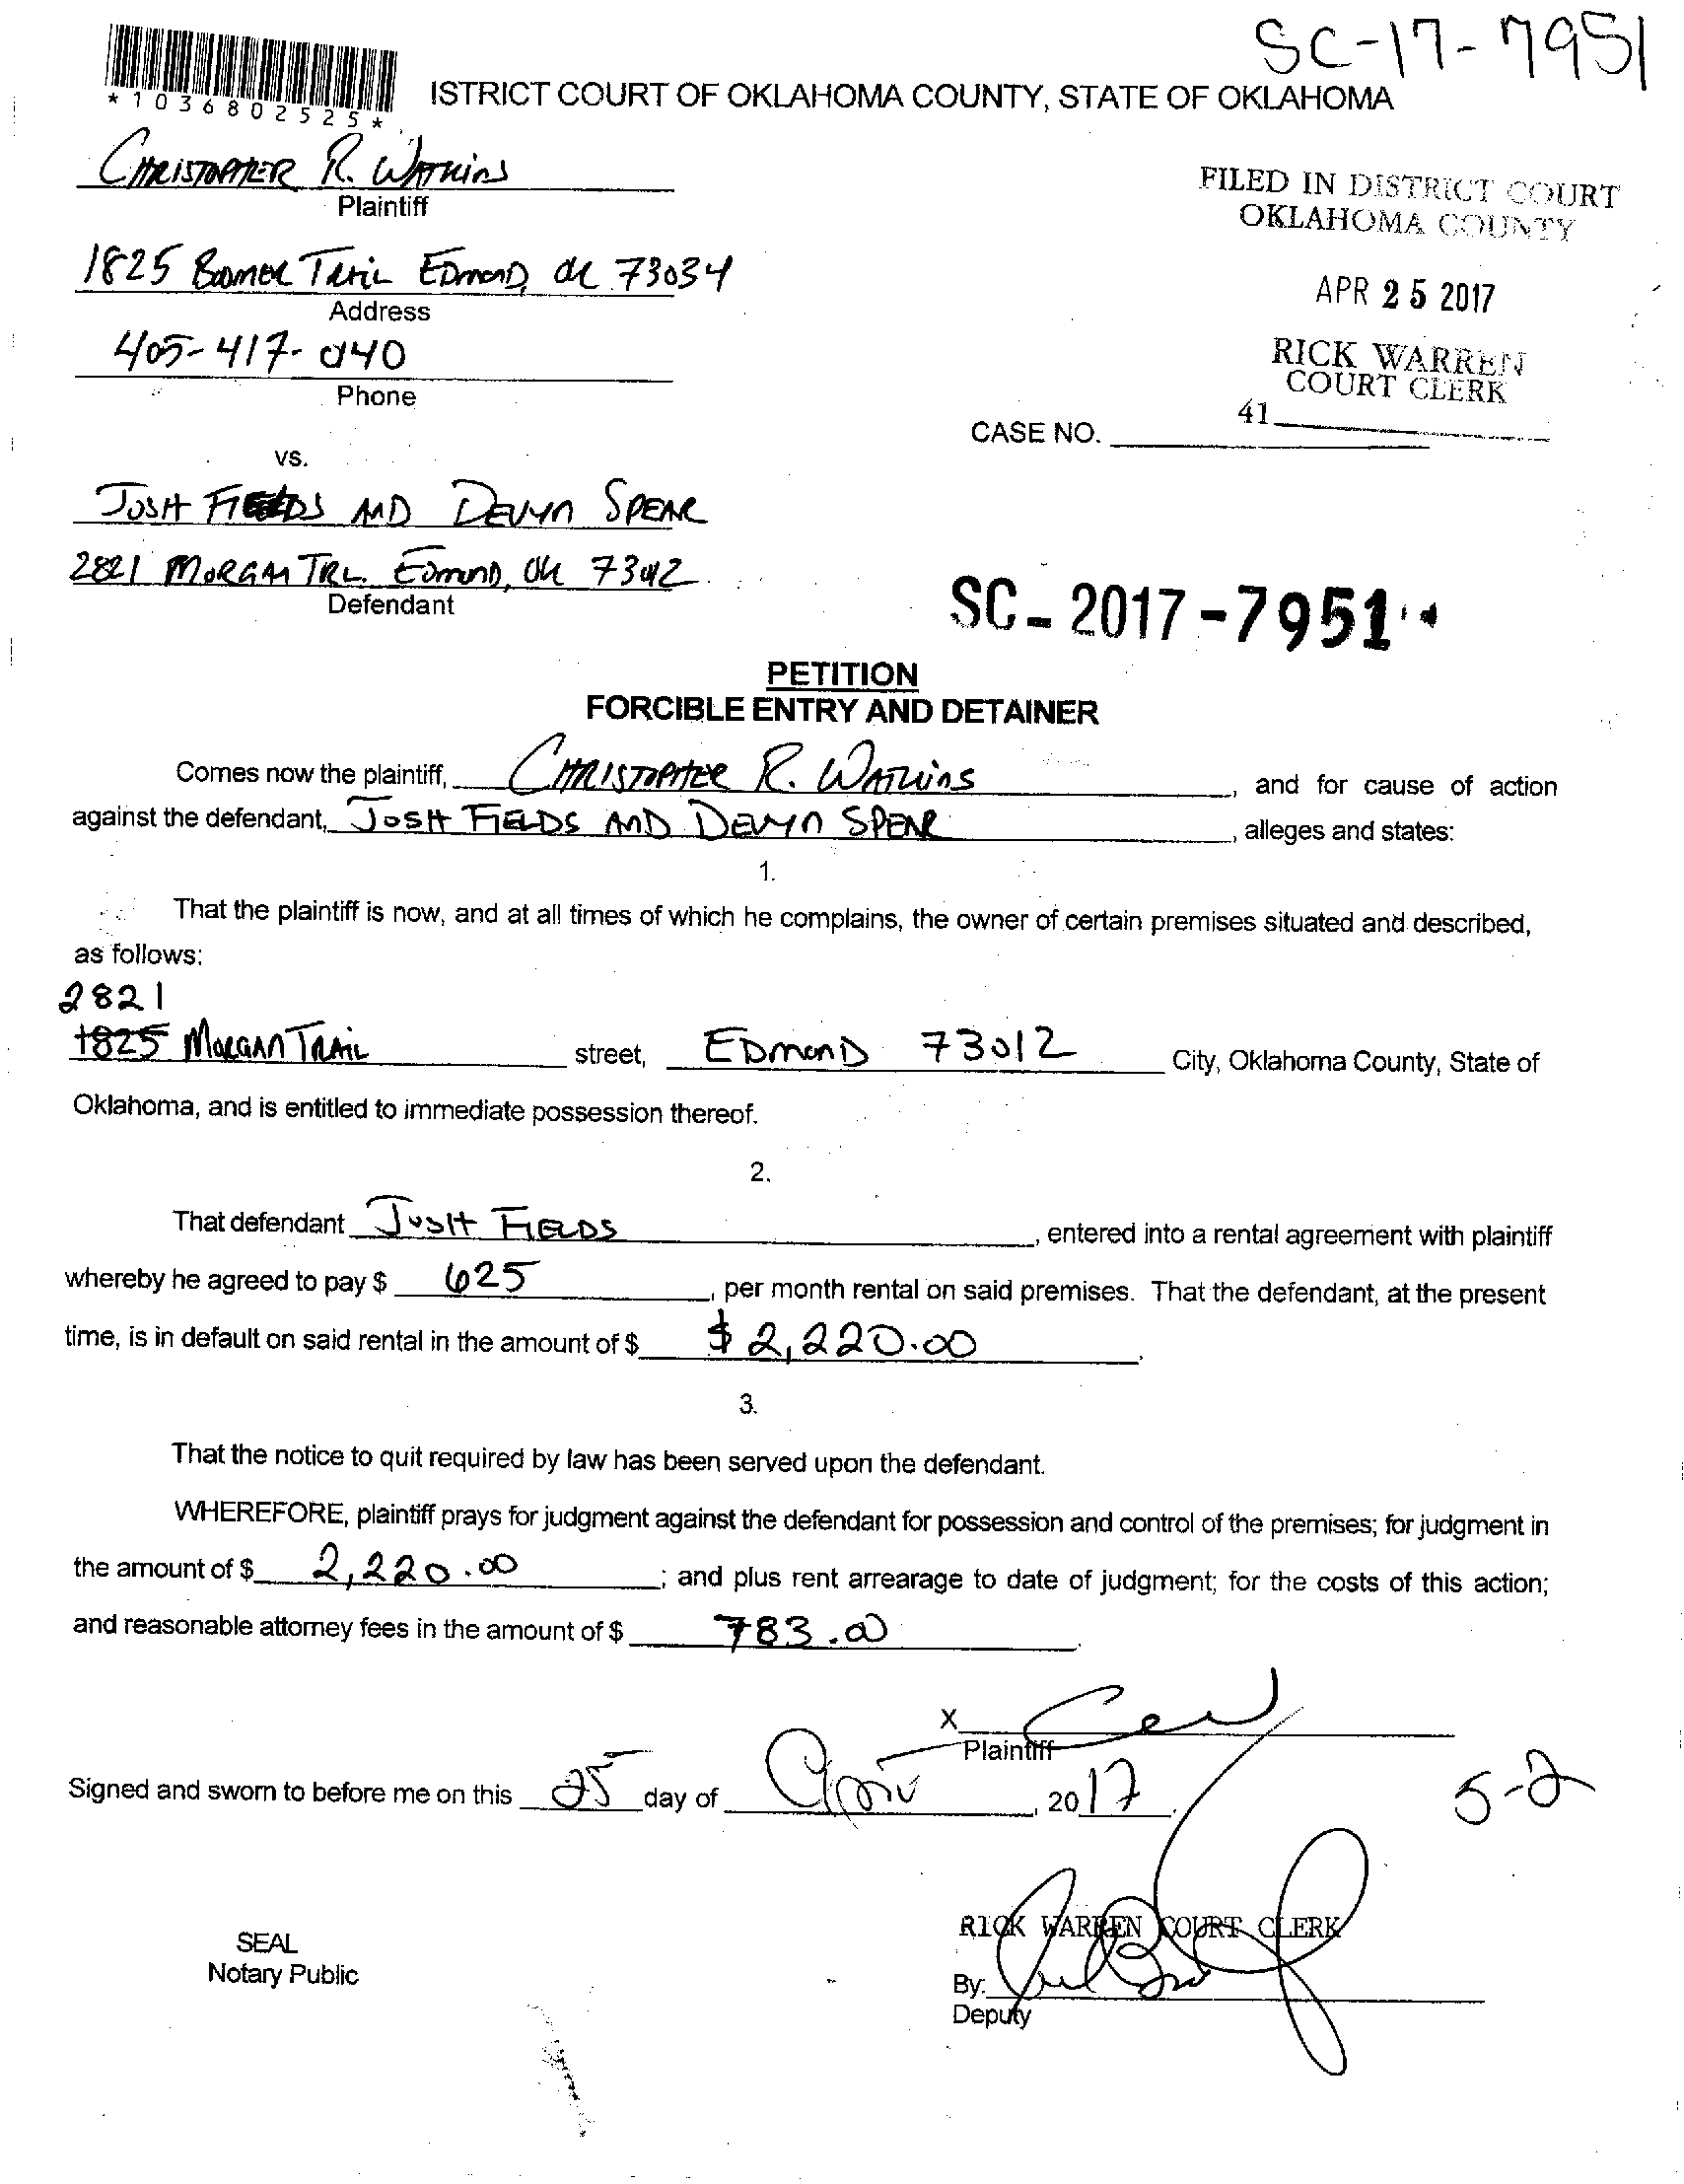 SC-17-7951
*1036802525*
ISTRICT COURT OF OKLAHOMA COUNTY, STATE OF OKLAHOMA
CHRISTOPHER R. WATKINS
Plaintiff
FILED IN DISTRICT COURT
OKLAHOMA COUNTY
1825 BOOMER TRAIL EDMOND, OK 73034
Address
APR 25 2017
405-417-
Phone
RICK WARREN
COURT CLERK
41
CASE NO.
vs.
JOSH FIELDS AND DEVYN SPEAR
2821 MORGAN TRL. EDMOND, OK 73012
Defendant
SC-2017-7951
PETITION
FORCIBLE ENTRY AND DETAINER
Comes now the plaintiff, CHRISTOPHER R. WATKINS, and for cause of action
against the defendant, JOSH FIELDS AND DEVYN SPEAR, alleges and states:
1.
That the plaintiff is now, and at all times of which he complains, the owner of certain premises situated and described,
as follows:
2821
1825 MORGAN TRAIL street, EDMOND 73012 City, Oklahoma County, State of
Oklahoma, and is entitled to immediate possession thereof.
2.
That defendant JOSH FIELDS, entered into a rental agreement with plaintiff
whereby he agreed to pay $ 625, per month rental on said premises. That the defendant, at the present
time, is in default on said rental in the amount of $ $2,220.00.
3.
That the notice to quit required by law has been served upon the defendant.
WHEREFORE, plaintiff prays for judgment against the defendant for possession and control of the premises; for judgment in
the amount of $ 2,220.00; and plus rent arrearage to date of judgment; for the costs of this action;
and reasonable attorney fees in the amount of $ 783.00.
X
Plaintiff
Signed and sworn to before me on this 25 day of April, 2017.
5-2
SEAL
Notary Public
RICK WARREN COURT CLERK
By:
Deputy